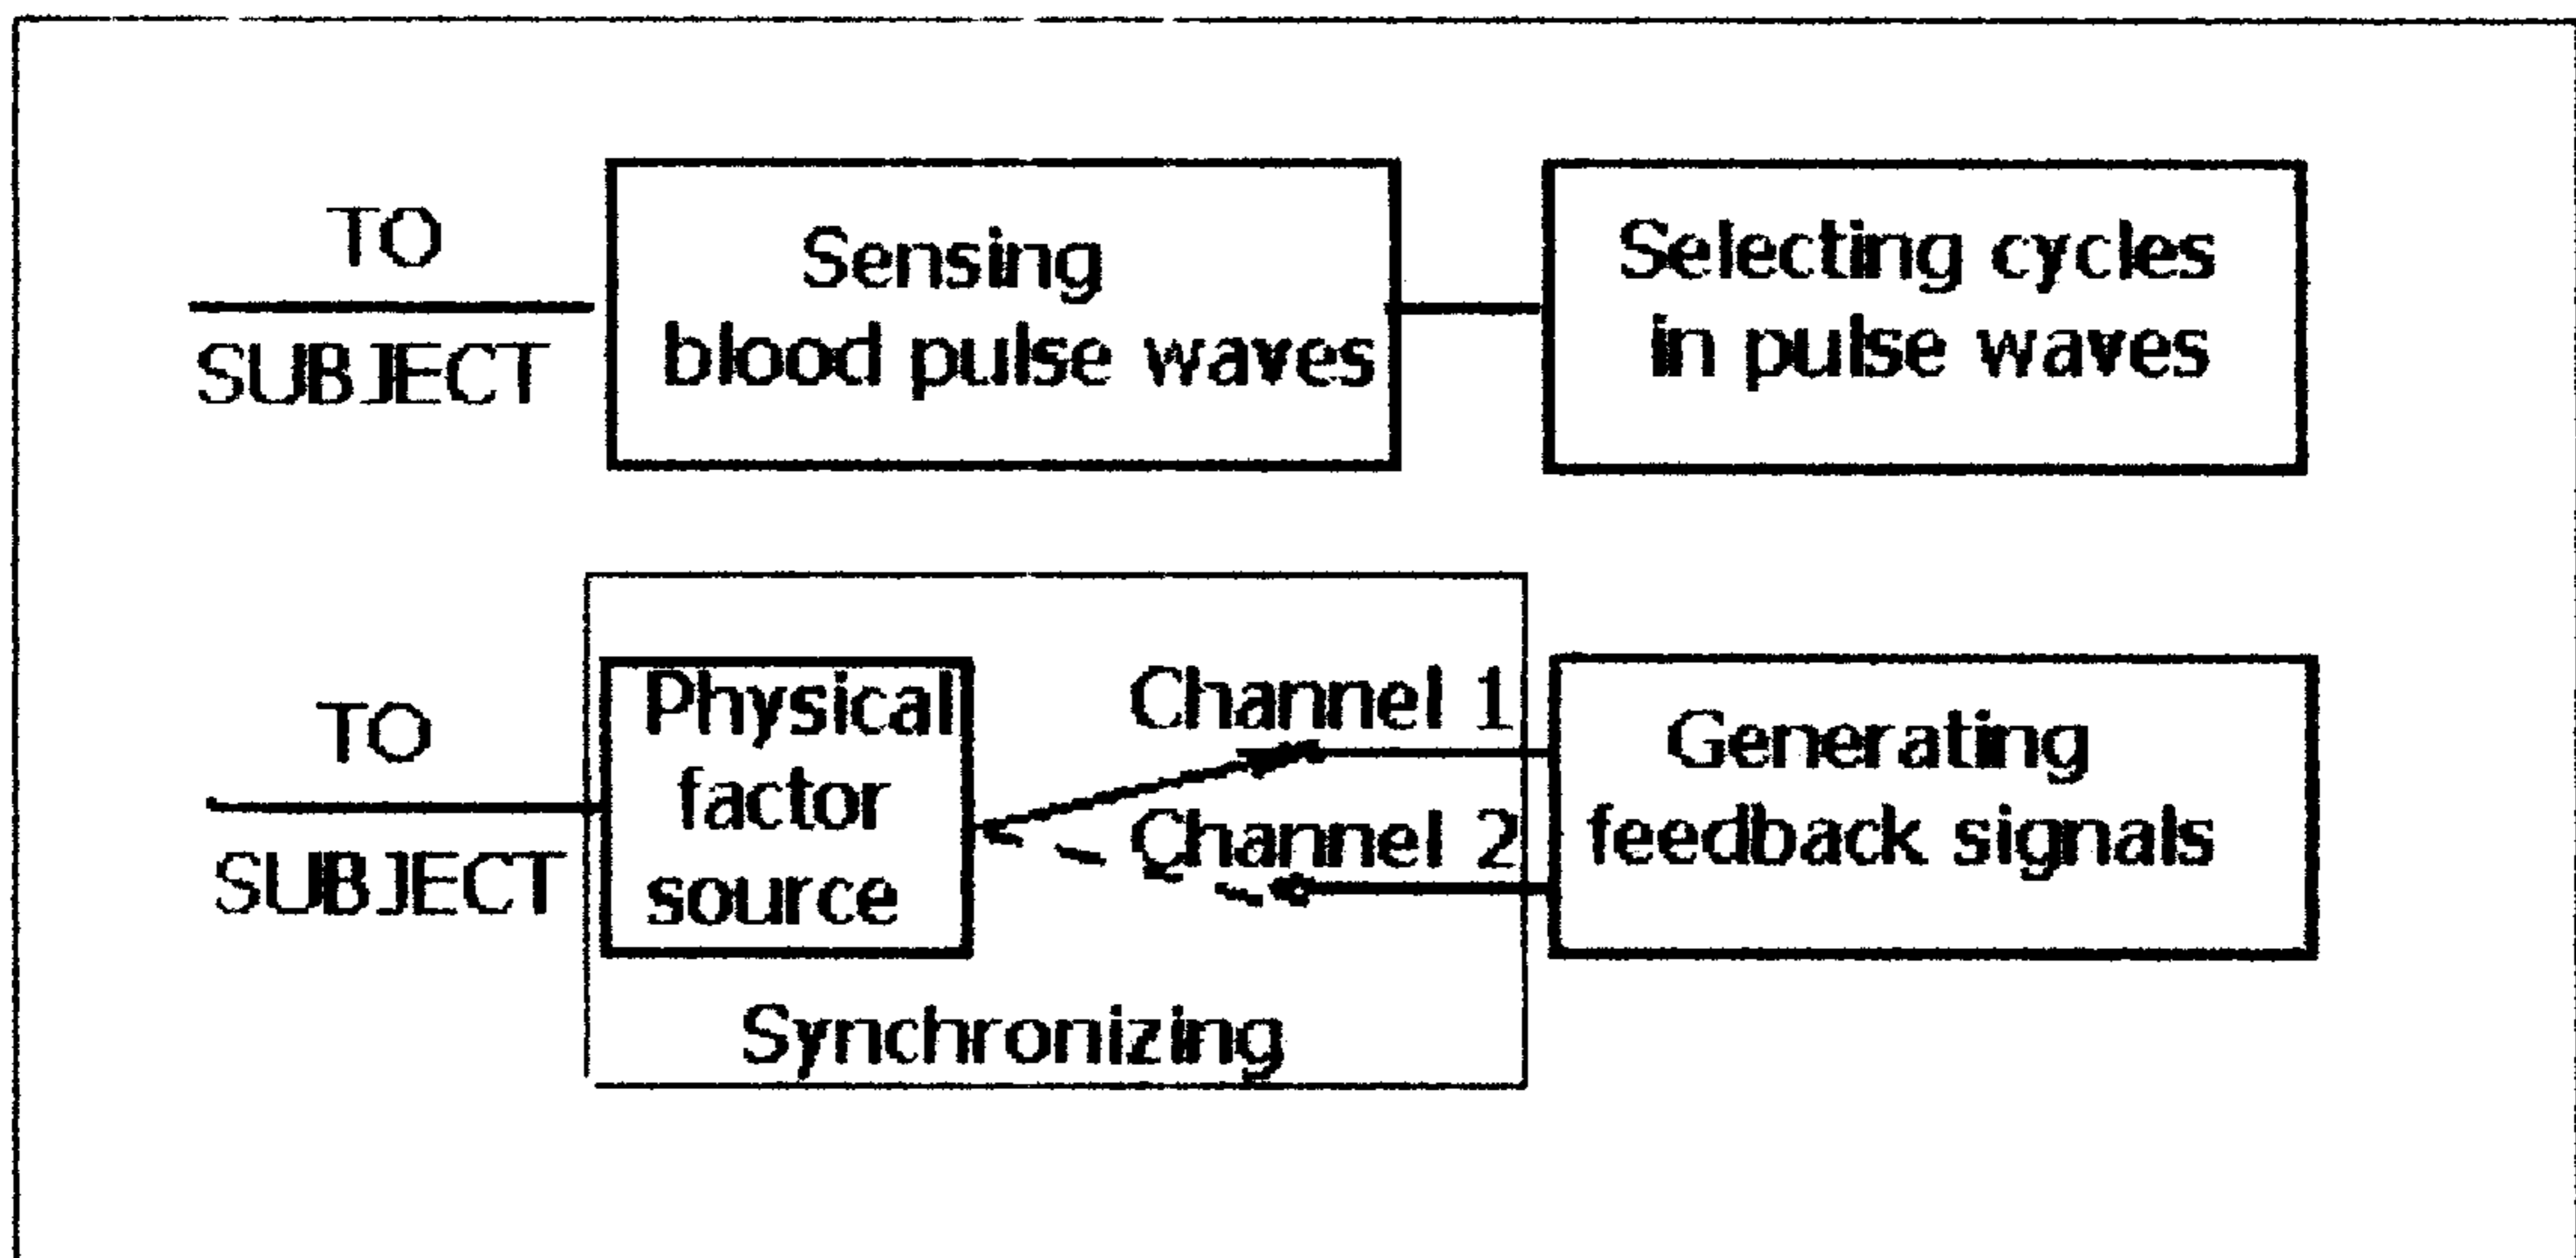 TO
SUBJECT
Sensing
blood pulse waves
Selecting cycles
in pulse waves
TO
SUBJECT
Physical
factor
source
Channel 1
Channel 2
Synchronizing
Generating
feedback signals